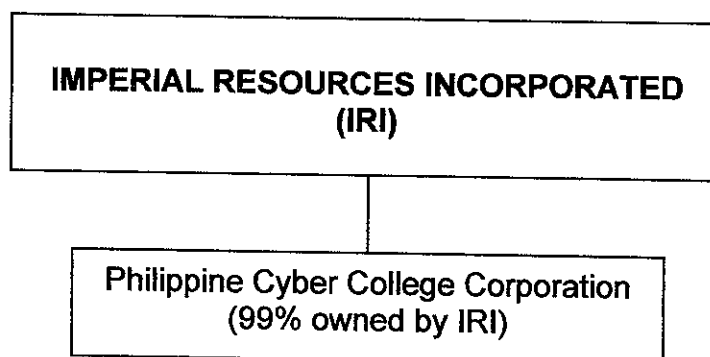 IMPERIAL RESOURCES INCORPORATED
(IRI)
Philippine Cyber College Corporation
(99% owned by IRI)